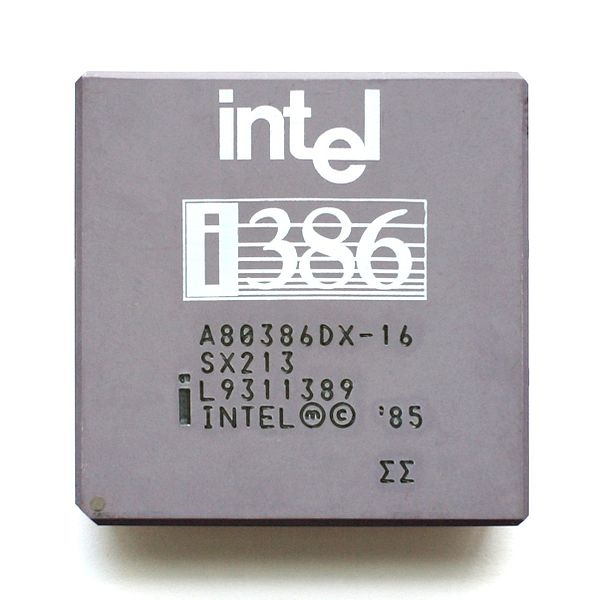 intel
i386
A80386DX-16
SX213
i L9311389
INTEL Ⓜ © '85
ΣΣ